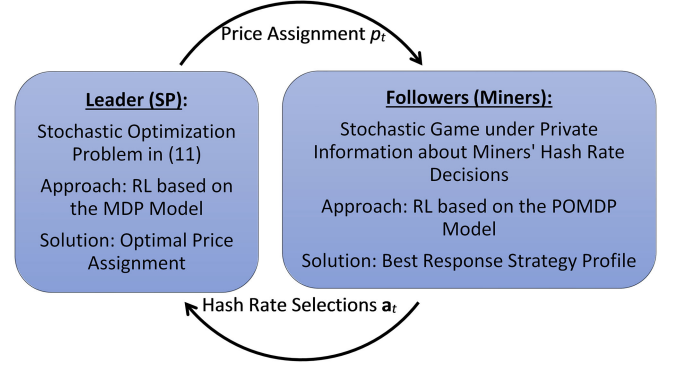 Price Assignment pₜ
Leader (SP):
Stochastic Optimization
Problem in (11)
Approach: RL based on
the MDP Model
Solution: Optimal Price
Assignment
Followers (Miners):
Stochastic Game under Private
Information about Miners' Hash Rate
Decisions
Approach: RL based on the POMDP
Model
Solution: Best Response Strategy Profile
Hash Rate Selections aₜ